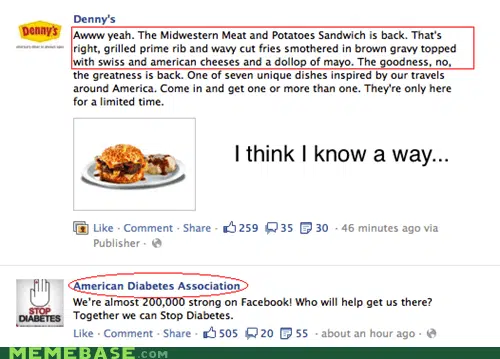 Denny's
Denny's
Awww yeah. The Midwestern Meat and Potatoes Sandwich is back. That's
right, grilled prime rib and wavy cut fries smothered in brown gravy topped
with swiss and american cheeses and a dollop of mayo. The goodness, no,
the greatness is back. One of seven unique dishes inspired by our travels
around America. Come in and get one or more than one. They're only here
for a limited time.
I think I know a way...
Like · Comment · Share · 259 35 30 · 46 minutes ago via
Publisher ·
American Diabetes Association
STOP
DIABETES
We're almost 200,000 strong on Facebook! Who will help get us there?
Together we can Stop Diabetes.
Like · Comment · Share · 505 20 55 · about an hour ago ·
MEMEBASE.COM